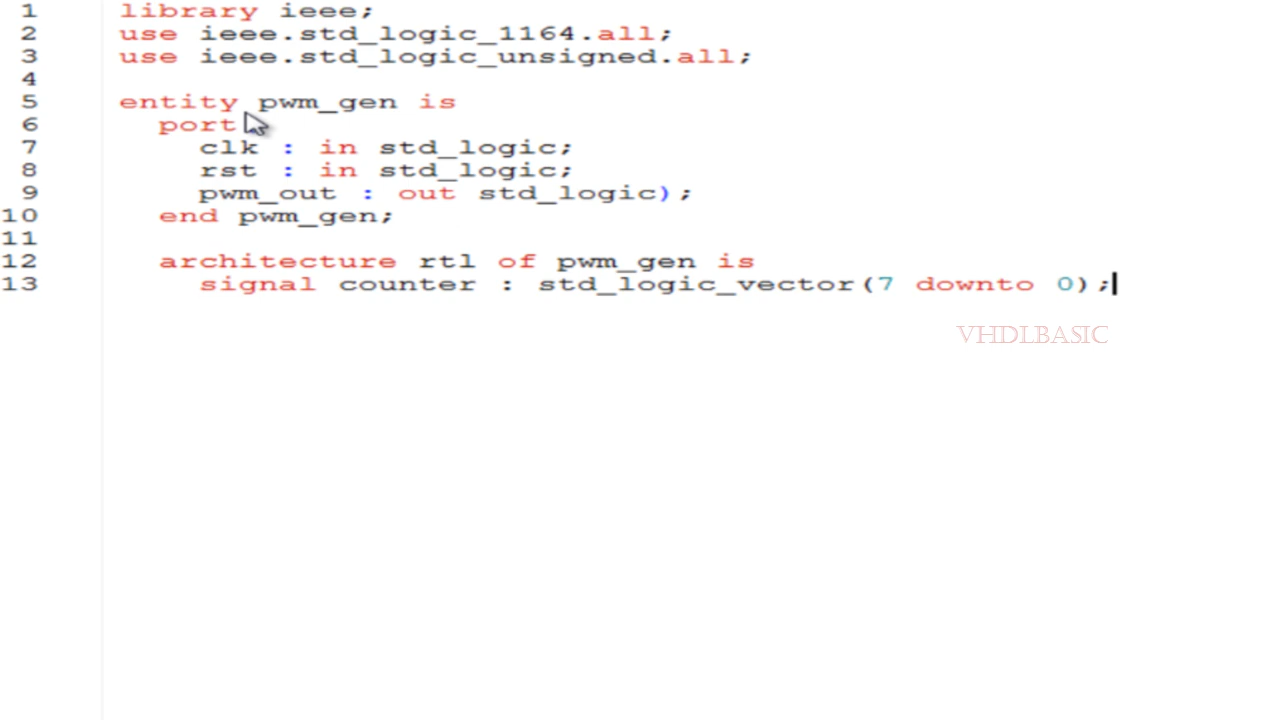 1 library ieee;
2 use ieee.std_logic_1164.all;
3 use ieee.std_logic_unsigned.all;
4
5 entity pwm_gen is
6 port
7 clk : in std_logic;
8 rst : in std_logic;
9 pwm_out : out std_logic);
10 end pwm_gen;
11
12 architecture rtl of pwm_gen is
13 signal counter : std_logic_vector(7 downto 0);
VHDLBASIC